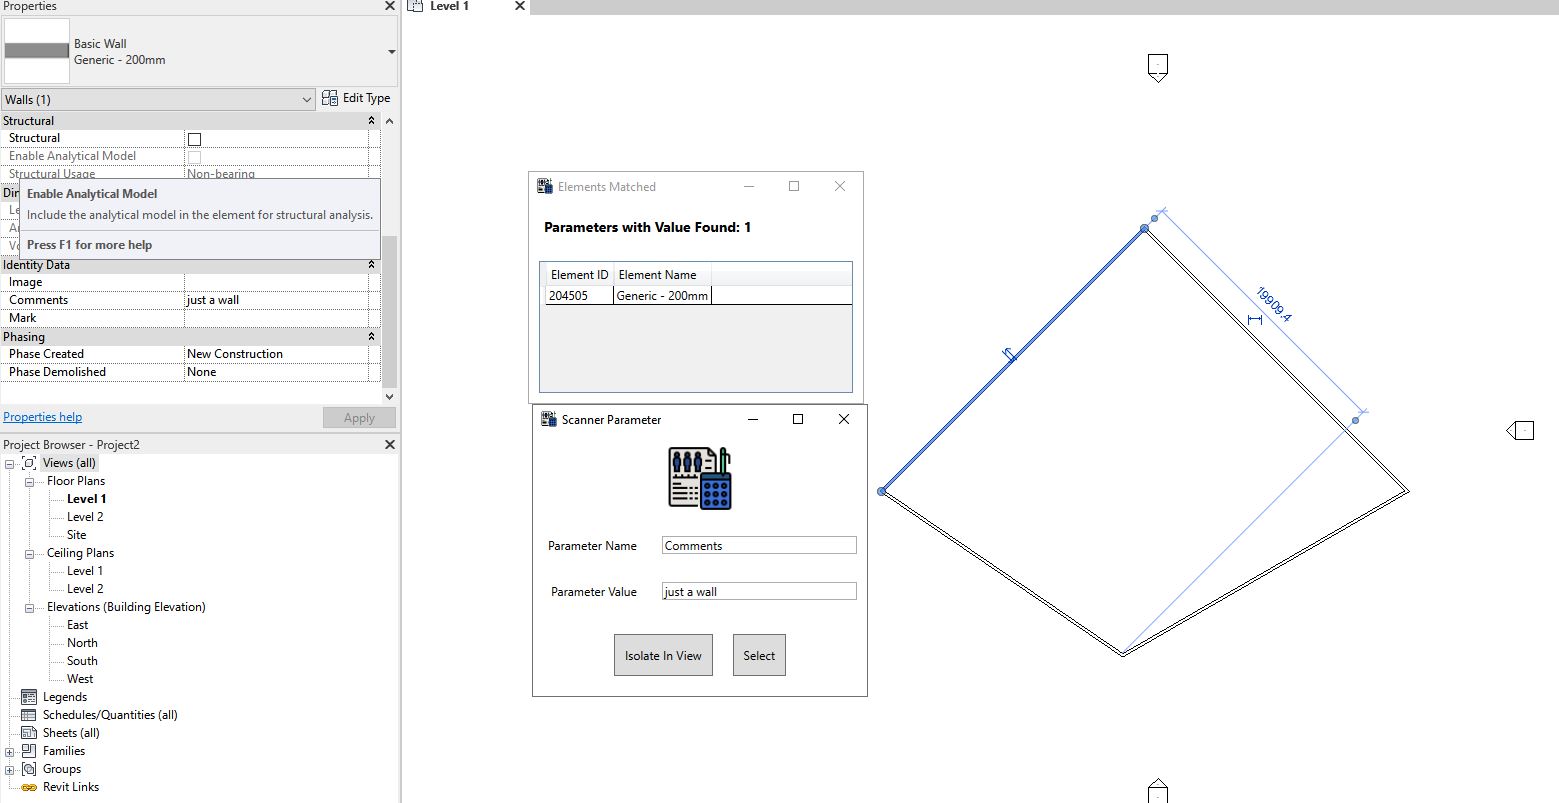 Properties
Basic Wall
Generic - 200mm
Walls (1)
Edit Type
Structural
Structural
Enable Analytical Model
Structural Usage Non-bearing
Enable Analytical Model
Include the analytical model in the element for structural analysis.
Press F1 for more help
Identity Data
Image
Comments just a wall
Mark
Phasing
Phase Created New Construction
Phase Demolished None
Properties help
Apply
Project Browser - Project2
Views (all)
Floor Plans
Level 1
Level 2
Site
Ceiling Plans
Level 1
Level 2
Elevations (Building Elevation)
East
North
South
West
Legends
Schedules/Quantities (all)
Sheets (all)
Families
Groups
Revit Links
Level 1
Elements Matched
Parameters with Value Found: 1
Element ID Element Name
204505 Generic - 200mm
Scanner Parameter
Parameter Name Comments
Parameter Value just a wall
Isolate In View
Select
19909.4